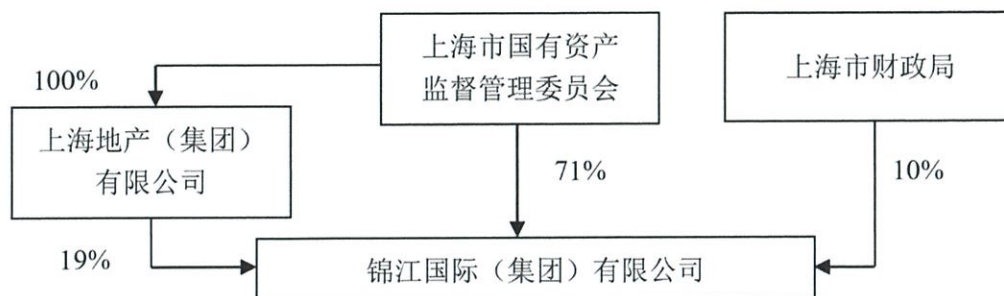 上海市国有资产
监督管理委员会
上海市财政局
100%
上海地产（集团）
有限公司
71%
10%
19%
锦江国际（集团）有限公司